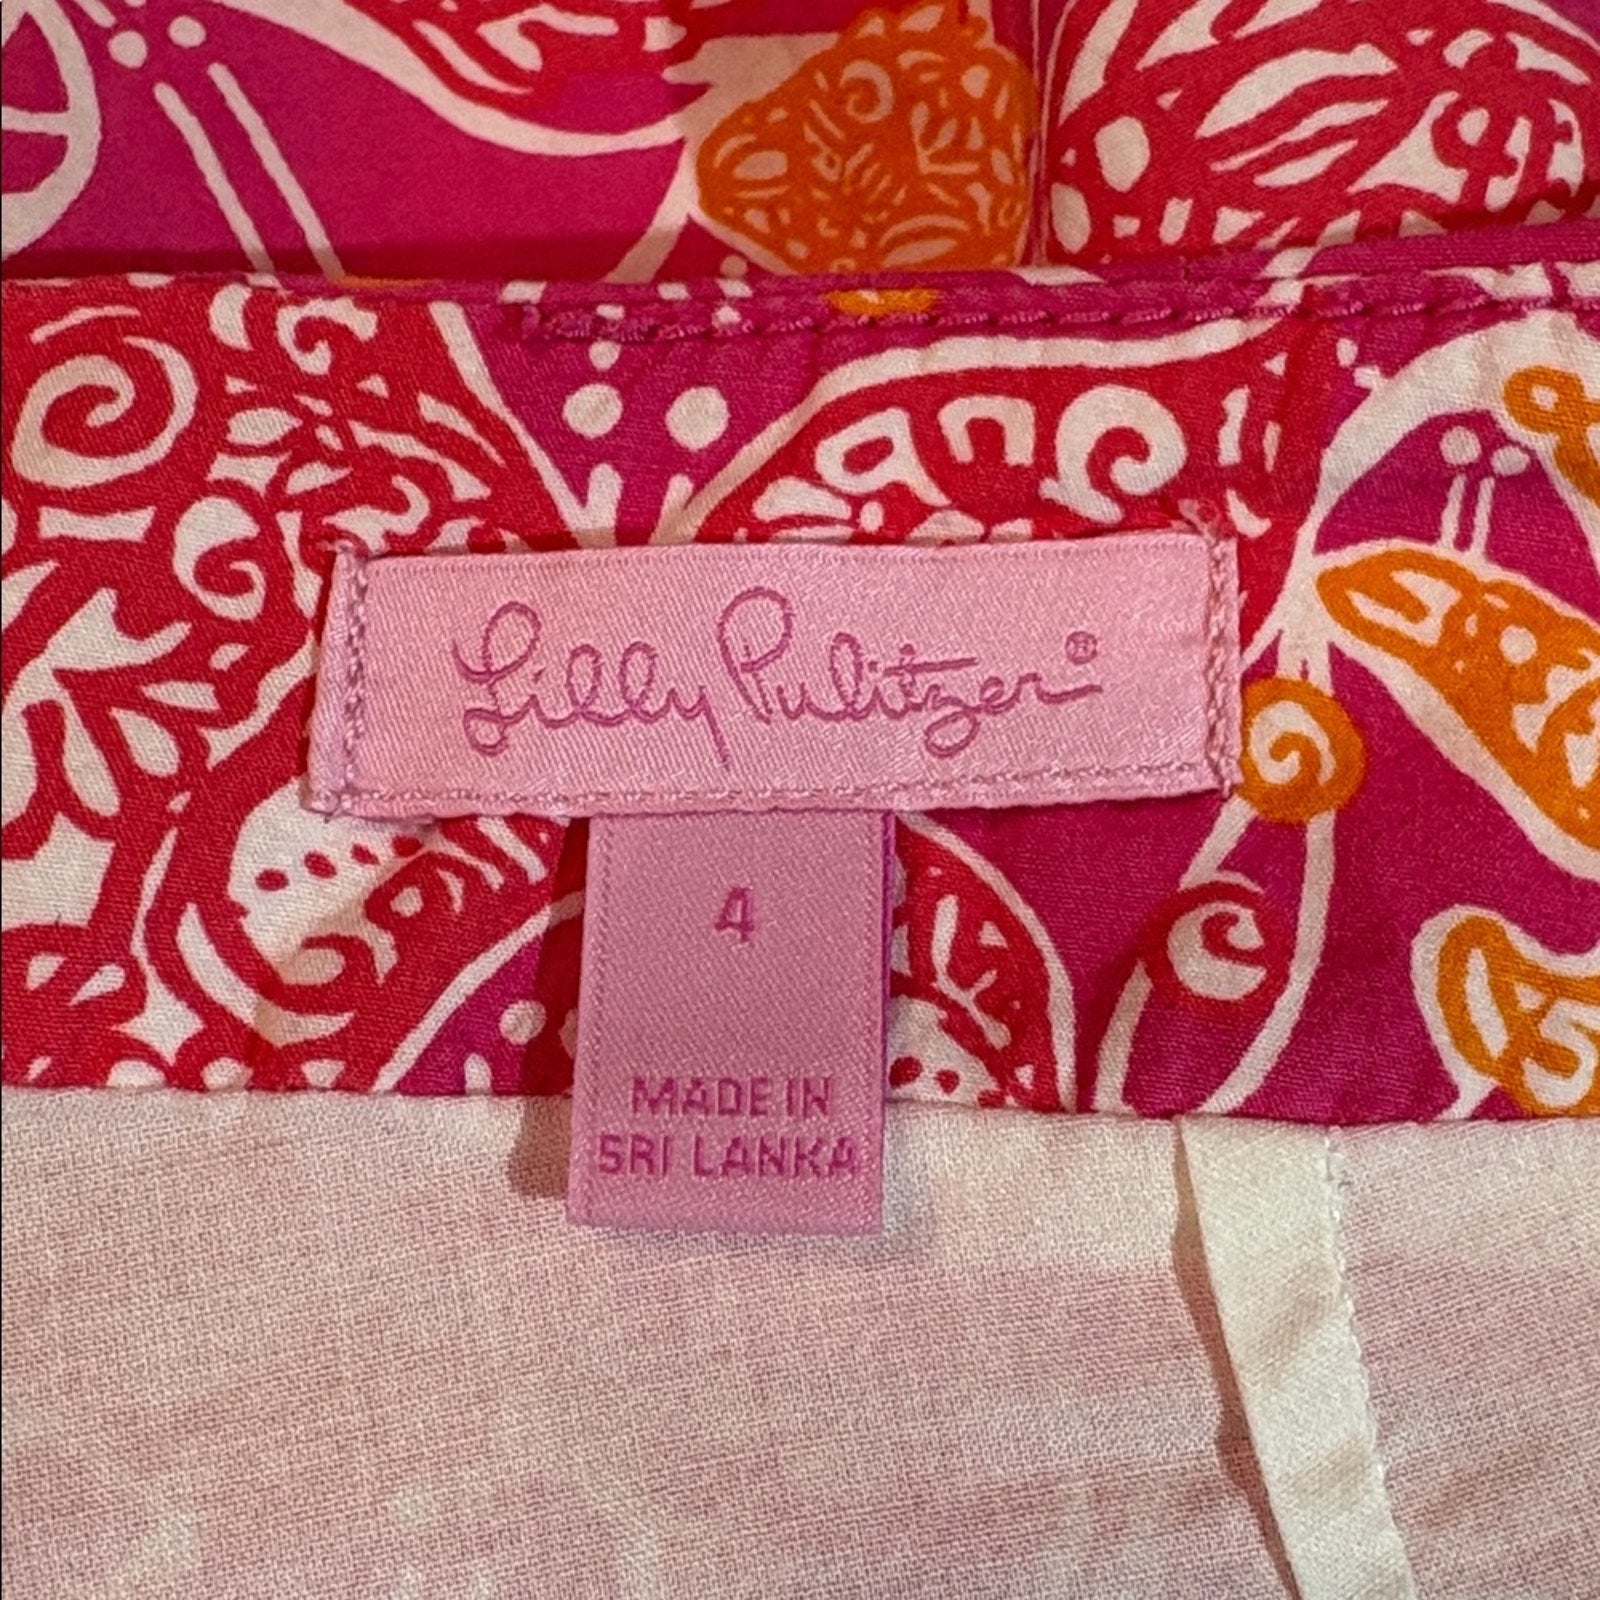 Lilly Pulitzer®
4
MADE IN
SRI LANKA